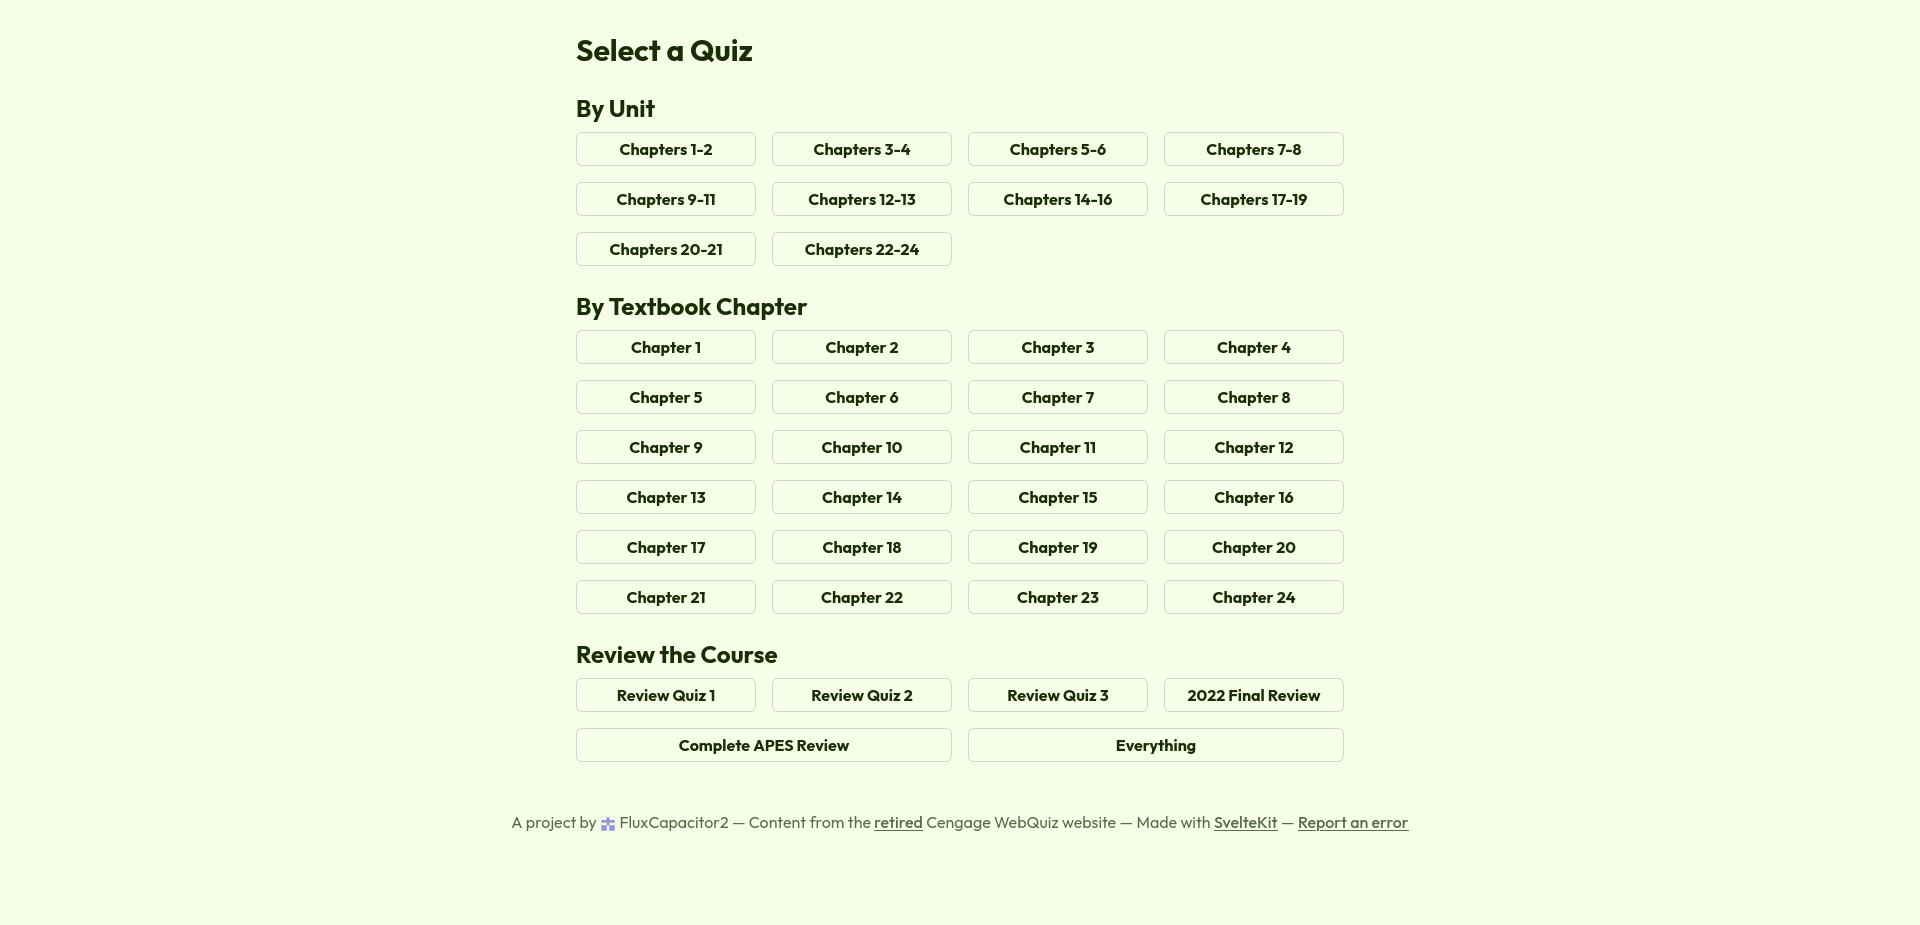 Select a Quiz
By Unit
Chapters 1-2 Chapters 3-4 Chapters 5-6 Chapters 7-8
Chapters 9-11 Chapters 12-13 Chapters 14-16 Chapters 17-19
Chapters 20-21 Chapters 22-24
By Textbook Chapter
Chapter 1 Chapter 2 Chapter 3 Chapter 4
Chapter 5 Chapter 6 Chapter 7 Chapter 8
Chapter 9 Chapter 10 Chapter 11 Chapter 12
Chapter 13 Chapter 14 Chapter 15 Chapter 16
Chapter 17 Chapter 18 Chapter 19 Chapter 20
Chapter 21 Chapter 22 Chapter 23 Chapter 24
Review the Course
Review Quiz 1 Review Quiz 2 Review Quiz 3 2022 Final Review
Complete APES Review Everything
A project by FluxCapacitor2 — Content from the retired Cengage WebQuiz website — Made with SvelteKit — Report an error